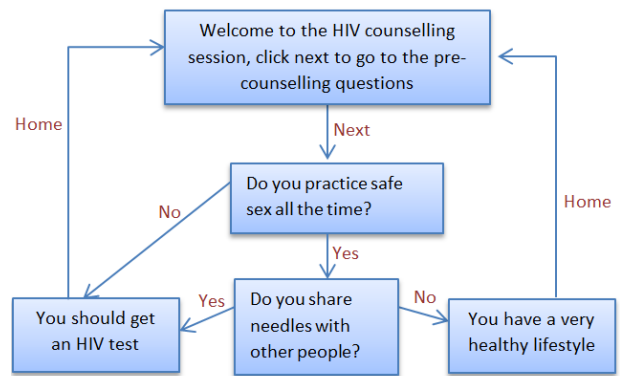 Welcome to the HIV counselling
session, click next to go to the pre-
counselling questions
Home
Next
Do you practice safe
sex all the time?
No
Home
Yes
Yes
Do you share
needles with
other people?
No
You should get
an HIV test
You have a very
healthy lifestyle